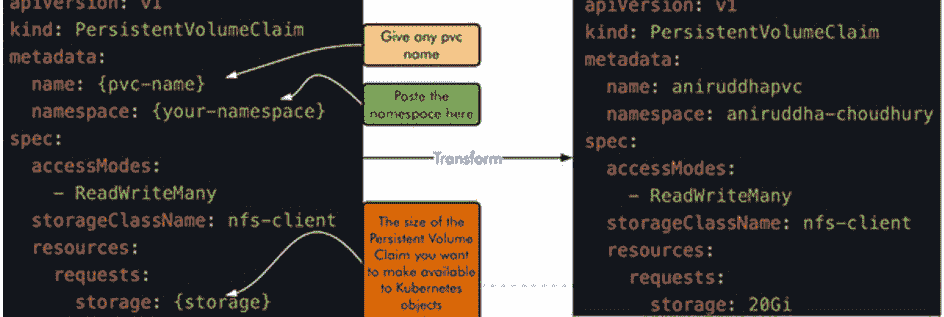 apiVersion: v1
kind: PersistentVolumeClaim
metadata:
name: {pvc-name}
namespace: {your-namespace}
spec:
accessModes:
- ReadWriteMany
storageClassName: nfs-client
resources:
requests:
storage: {storage}
Give any pvc
name
Paste the
namespace here
Transform
The size of the
Persistent Volume
Claim you want
to make available
to Kubernetes
objects
apiVersion: v1
kind: PersistentVolumeClaim
metadata:
name: aniruddhapvc
namespace: aniruddha-choudhury
spec:
accessModes:
- ReadWriteMany
storageClassName: nfs-client
resources:
requests:
storage: 20Gi